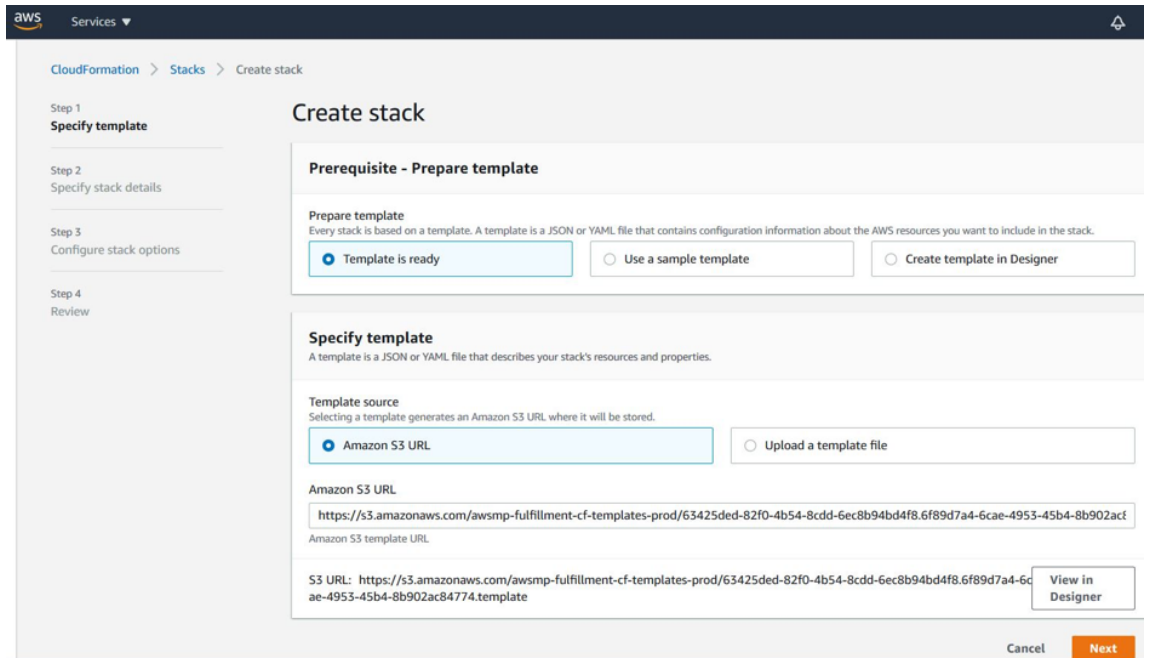 aws
Services ▼
CloudFormation > Stacks > Create stack
Step 1
Specify template
Step 2
Specify stack details
Step 3
Configure stack options
Step 4
Review
Create stack
Prerequisite - Prepare template
Prepare template
Every stack is based on a template. A template is a JSON or YAML file that contains configuration information about the AWS resources you want to include in the stack.
Template is ready
Use a sample template
Create template in Designer
Specify template
A template is a JSON or YAML file that describes your stack's resources and properties.
Template source
Selecting a template generates an Amazon S3 URL where it will be stored.
Amazon S3 URL
Upload a template file
Amazon S3 URL
https://s3.amazonaws.com/awsmp-fulfillment-cf-templates-prod/63425ded-82f0-4b54-8cdd-6ec8b94bd4f8.6f89d7a4-6cae-4953-45b4-8b902ac8
Amazon S3 template URL
S3 URL: https://s3.amazonaws.com/awsmp-fulfillment-cf-templates-prod/63425ded-82f0-4b54-8cdd-6ec8b94bd4f8.6f89d7a4-6c
ae-4953-45b4-8b902ac84774.template
View in
Designer
Cancel
Next